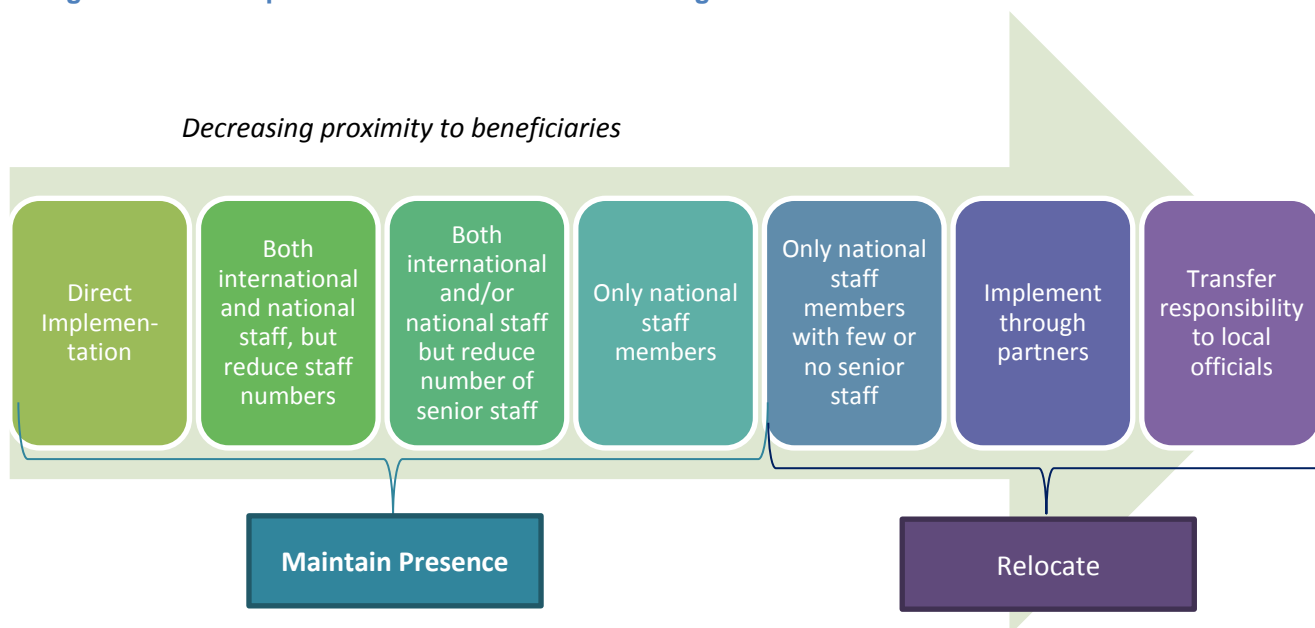 Decreasing proximity to beneficiaries
Direct
Implemen-
tation
Both
international
and national
staff, but
reduce staff
numbers
Both
international
and/or
national staff
but reduce
number of
senior staff
Only national
staff
members
Only national
staff
members
with few or
no senior
staff
Implement
through
partners
Transfer
responsibility
to local
officials
Maintain Presence
Relocate